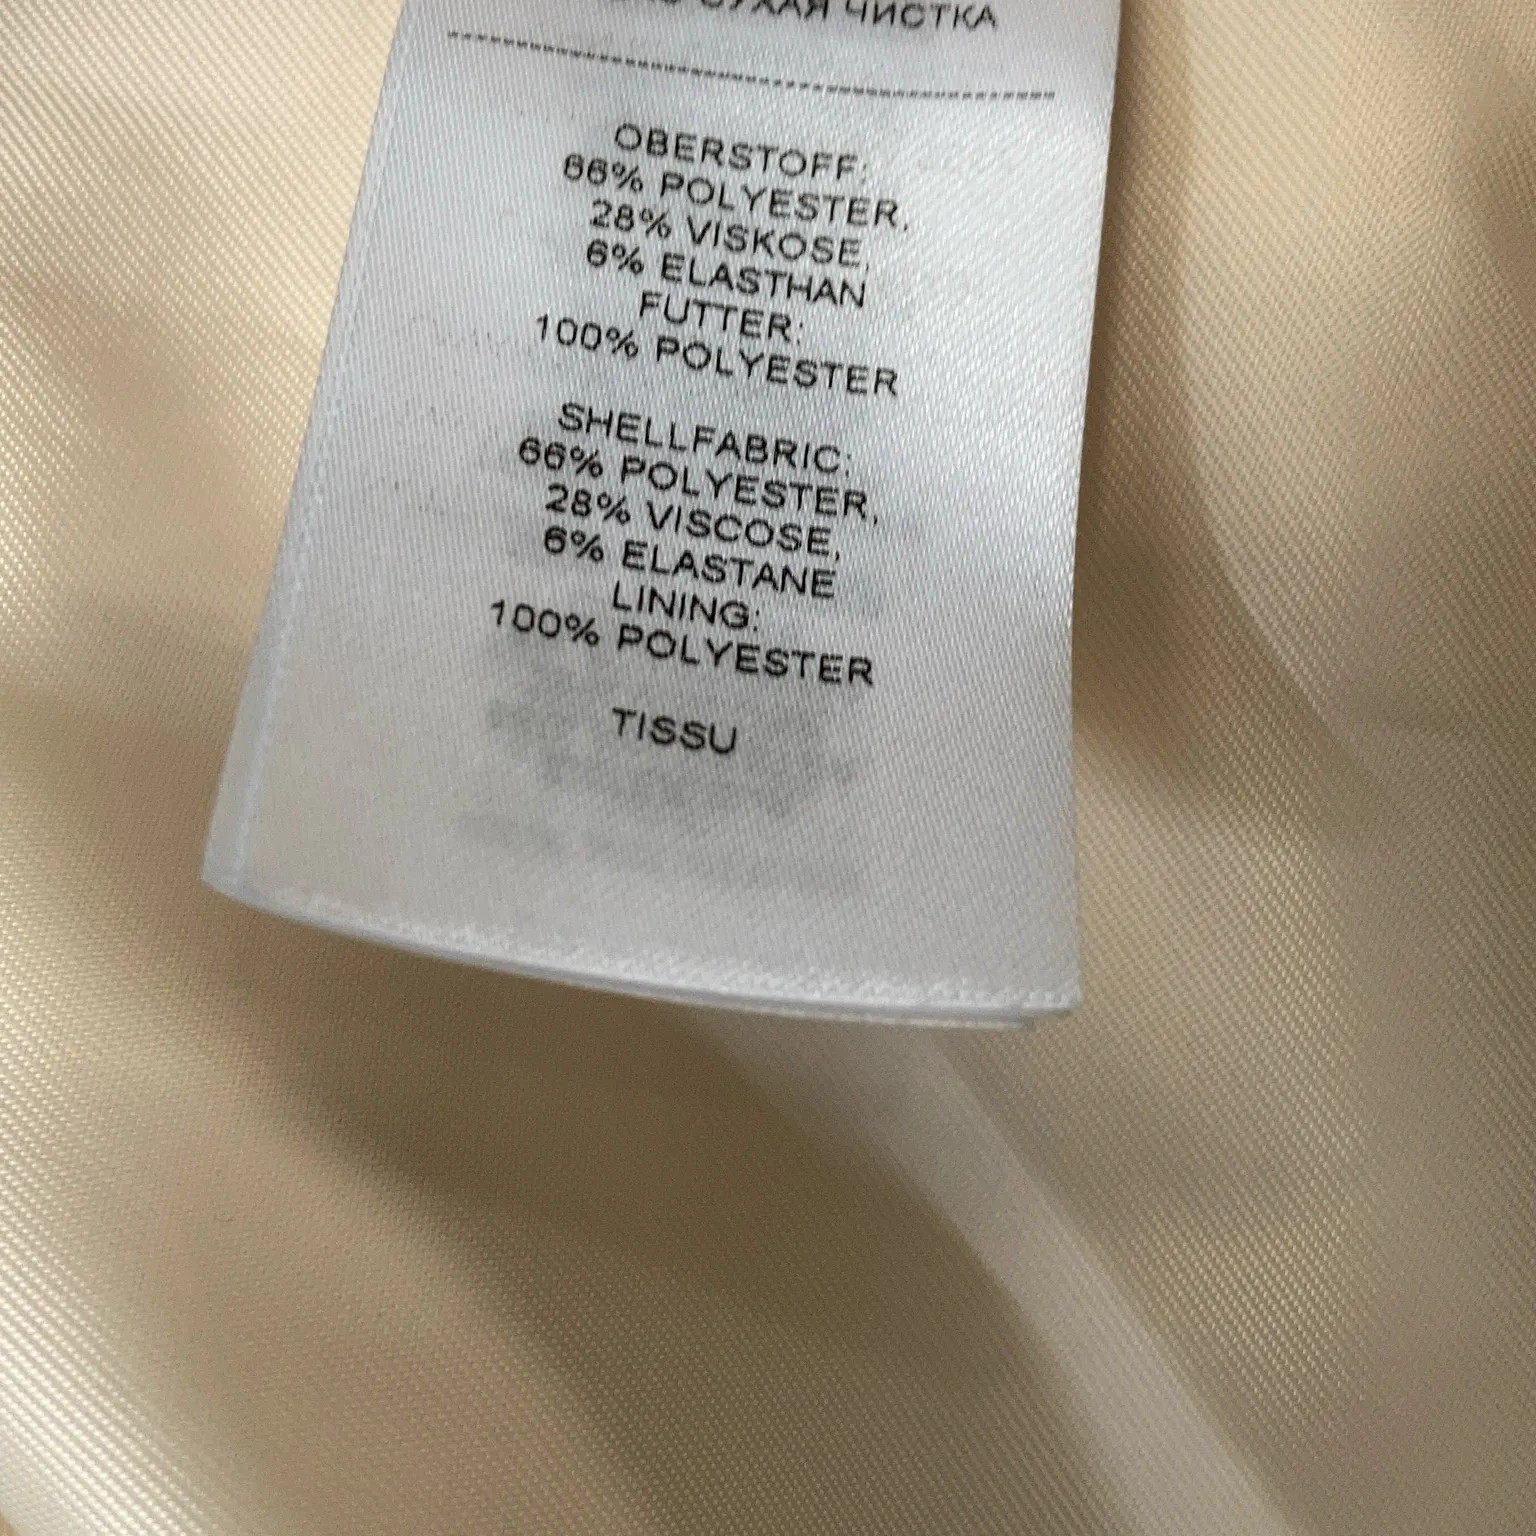 СУХАЯ ЧИСТКА
OBERSTOFF:
66% POLYESTER,
28% VISKOSE,
6% ELASTHAN
FUTTER:
100% POLYESTER
SHELLFABRIC:
66% POLYESTER,
28% VISCOSE,
6% ELASTANE
LINING:
100% POLYESTER
TISSU